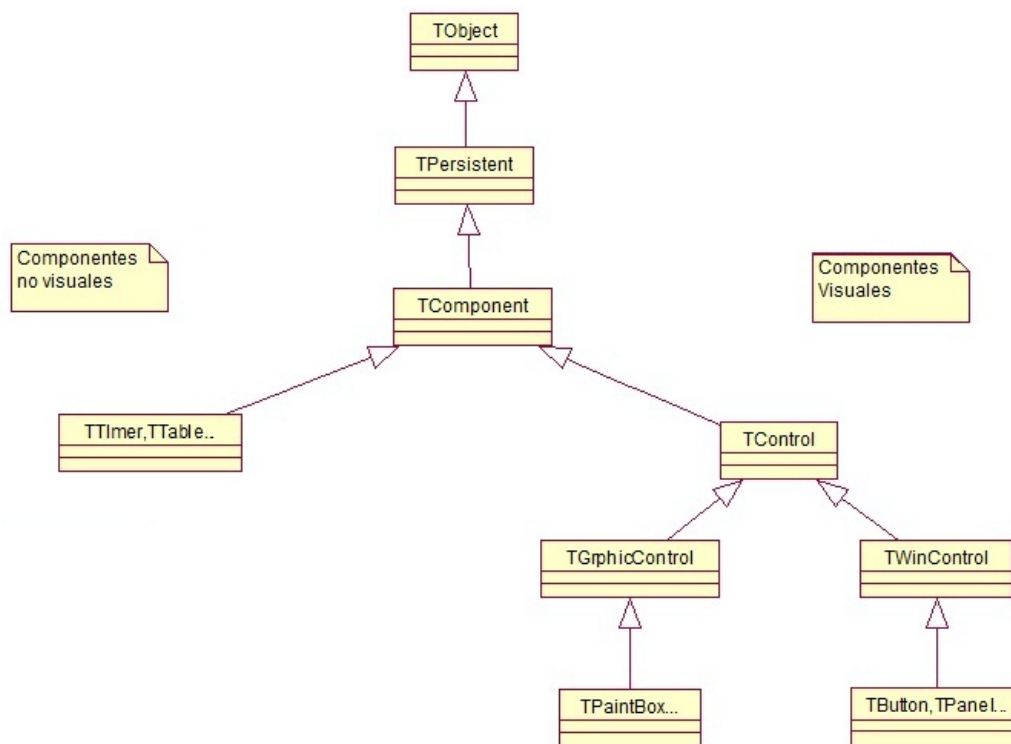 TObject
TPersistent
Componentes
no visuales
Componentes
Visuales
TComponent
TTImer,TTable..
TControl
TGrphicControl
TWinControl
TPaintBox...
TButton,TPanel...